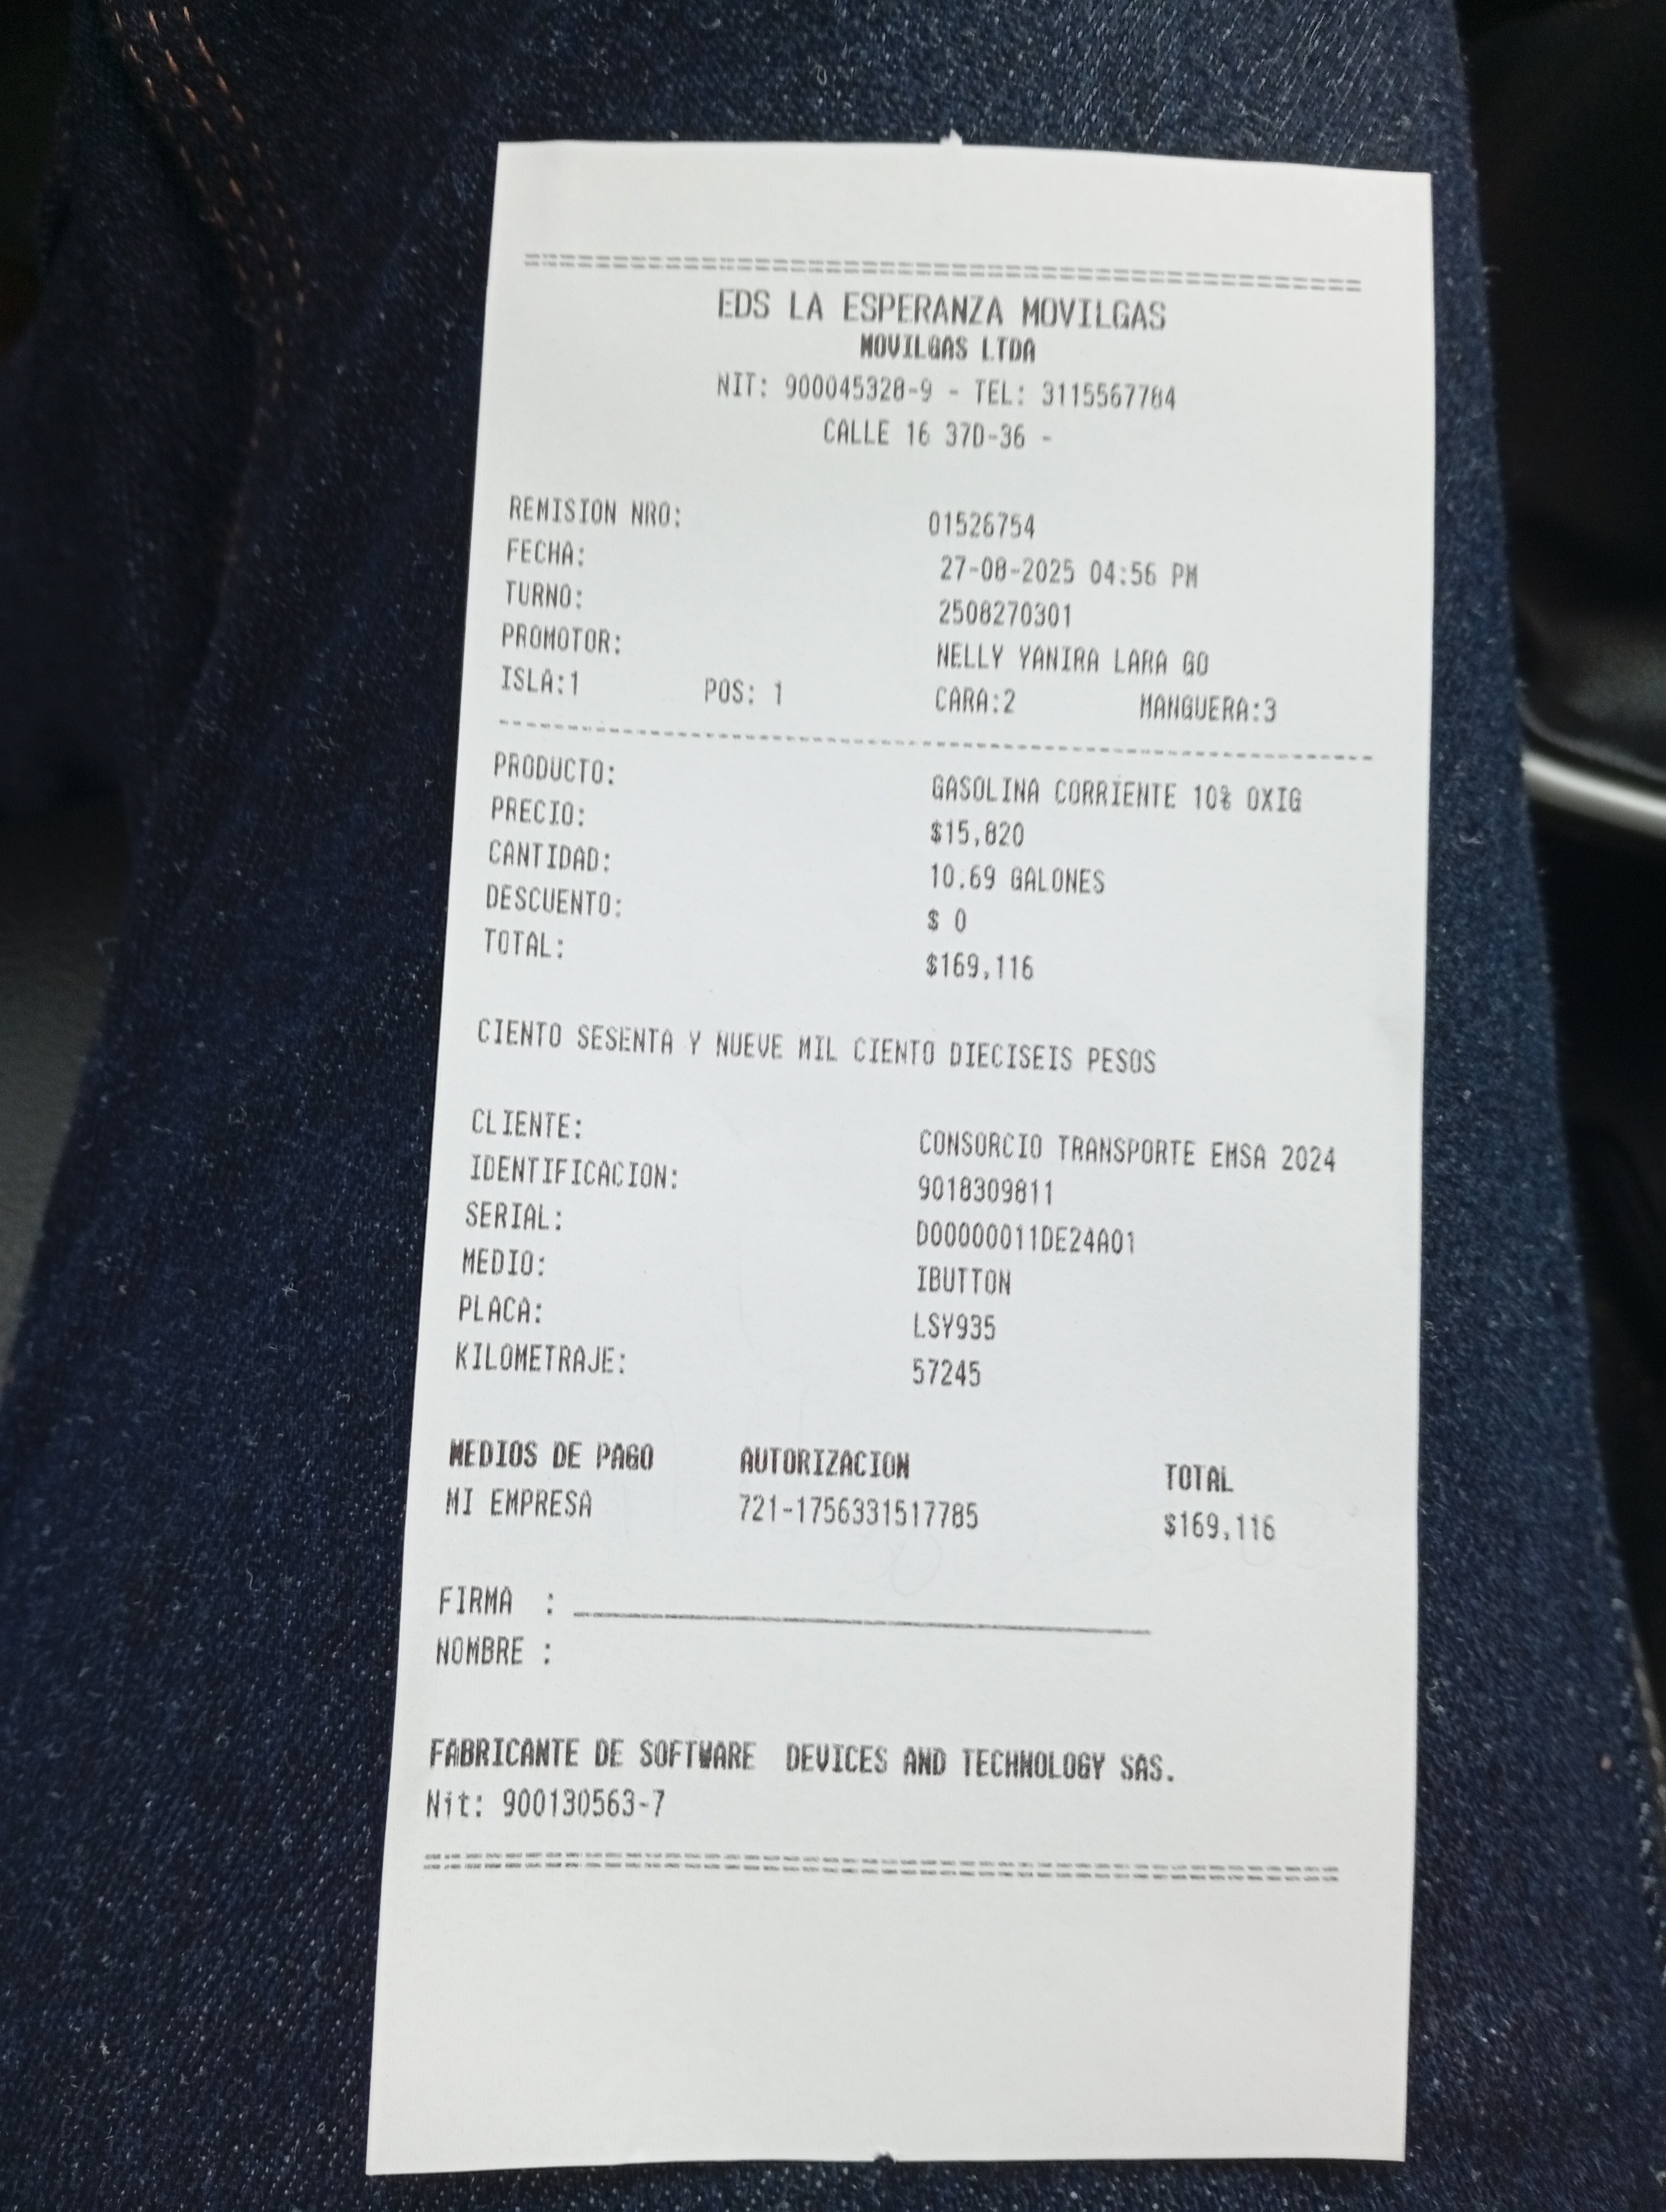 EDS LA ESPERANZA MOVILGAS
MOVILGAS LTDA
NIT: 900045328-9 - TEL: 3115567784
CALLE 16 37D-36 -
REMISION NRO: 01526754
FECHA: 27-08-2025 04:56 PM
TURNO: 2508270301
PROMOTOR: NELLY YANIRA LARA GO
ISLA:1 POS: 1 CARA:2 MANGUERA:3
PRODUCTO: GASOLINA CORRIENTE 10% OXIG
PRECIO: $15,820
CANTIDAD: 10.69 GALONES
DESCUENTO: $ 0
TOTAL: $169,116
CIENTO SESENTA Y NUEVE MIL CIENTO DIECISEIS PESOS
CLIENTE: CONSORCIO TRANSPORTE EMSA 2024
IDENTIFICACION: 9018309811
SERIAL: D00000011DE24A01
MEDIO: IBUTTON
PLACA: LSY935
KILOMETRAJE: 57245
MEDIOS DE PAGO AUTORIZACION TOTAL
MI EMPRESA 721-1756331517785 $169,116
FIRMA :
NOMBRE :
FABRICANTE DE SOFTWARE DEVICES AND TECHNOLOGY SAS.
Nit: 900130563-7